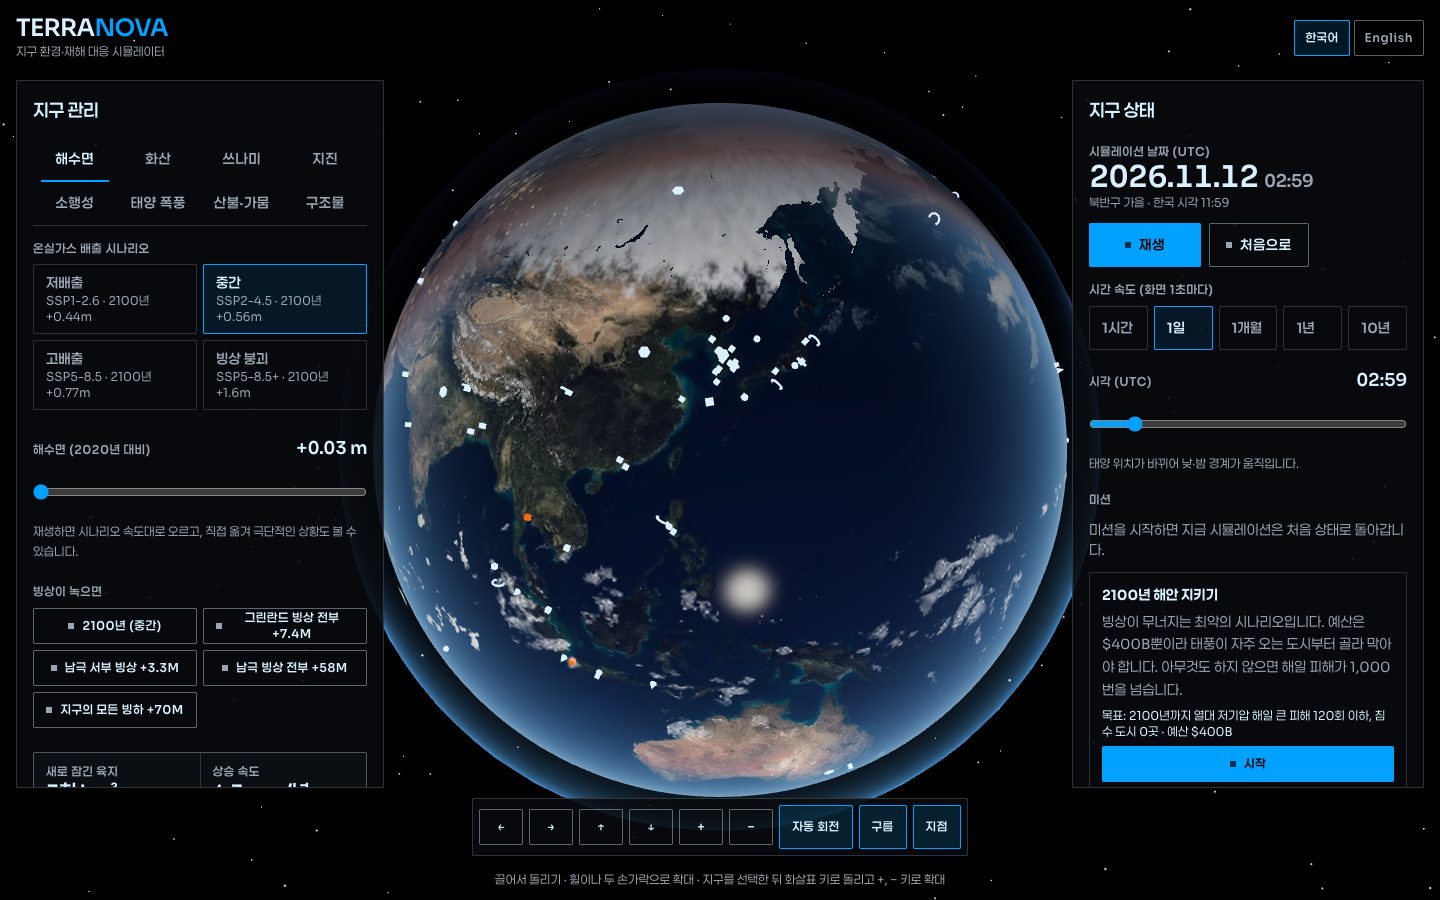 TERRANOVA
지구 환경·재해 대응 시뮬레이터
한국어
English
지구 관리
해수면
화산
쓰나미
지진
소행성
태양 폭풍
산불·가뭄
구조물
온실가스 배출 시나리오
저배출
SSP1-2.6 · 2100년
+0.44m
중간
SSP2-4.5 · 2100년
+0.56m
고배출
SSP5-8.5 · 2100년
+0.77m
빙상 붕괴
SSP5-8.5+ · 2100년
+1.6m
해수면 (2020년 대비)
+0.03 m
재생하면 시나리오 속도대로 오르고, 직접 옮겨 극단적인 상황도 볼 수
있습니다.
빙상이 녹으면
2100년 (중간)
그린란드 빙상 전부
+7.4M
남극 서부 빙상 +3.3M
남극 빙상 전부 +58M
지구의 모든 빙하 +70M
새로 잠긴 육지
상승 속도
지구 상태
시뮬레이션 날짜 (UTC)
2026.11.12 02:59
북반구 가을 · 한국 시각 11:59
재생
처음으로
시간 속도 (화면 1초마다)
1시간
1일
1개월
1년
10년
시각 (UTC)
02:59
태양 위치가 바뀌어 낮·밤 경계가 움직입니다.
미션
미션을 시작하면 지금 시뮬레이션은 처음 상태로 돌아갑니
다.
2100년 해안 지키기
빙상이 무너지는 최악의 시나리오입니다. 예산은
$400B뿐이라 태풍이 자주 오는 도시부터 골라 막아
야 합니다. 아무것도 하지 않으면 해일 피해가 1,000
번을 넘습니다.
목표: 2100년까지 열대 저기압 해일 큰 피해 120회 이하, 침
수 도시 0곳 · 예산 $400B
시작
← → ↑ ↓ + −
자동 회전
구름
지점
끌어서 돌리기 · 휠이나 두 손가락으로 확대 · 지구를 선택한 뒤 화살표 키로 돌리고 +, − 키로 확대